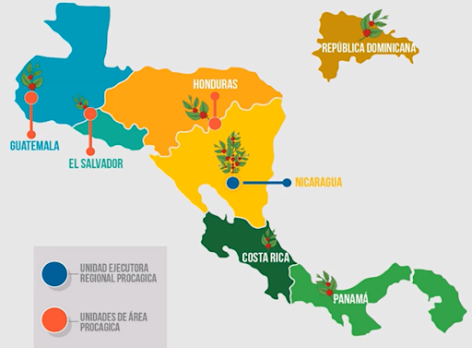 REPÚBLICA DOMINICANA
HONDURAS
GUATEMALA
EL SALVADOR
NICARAGUA
COSTA RICA
PANAMÁ
UNIDAD EJECUTORA
REGIONAL PROCAGICA
UNIDADES DE ÁREA
PROCAGICA